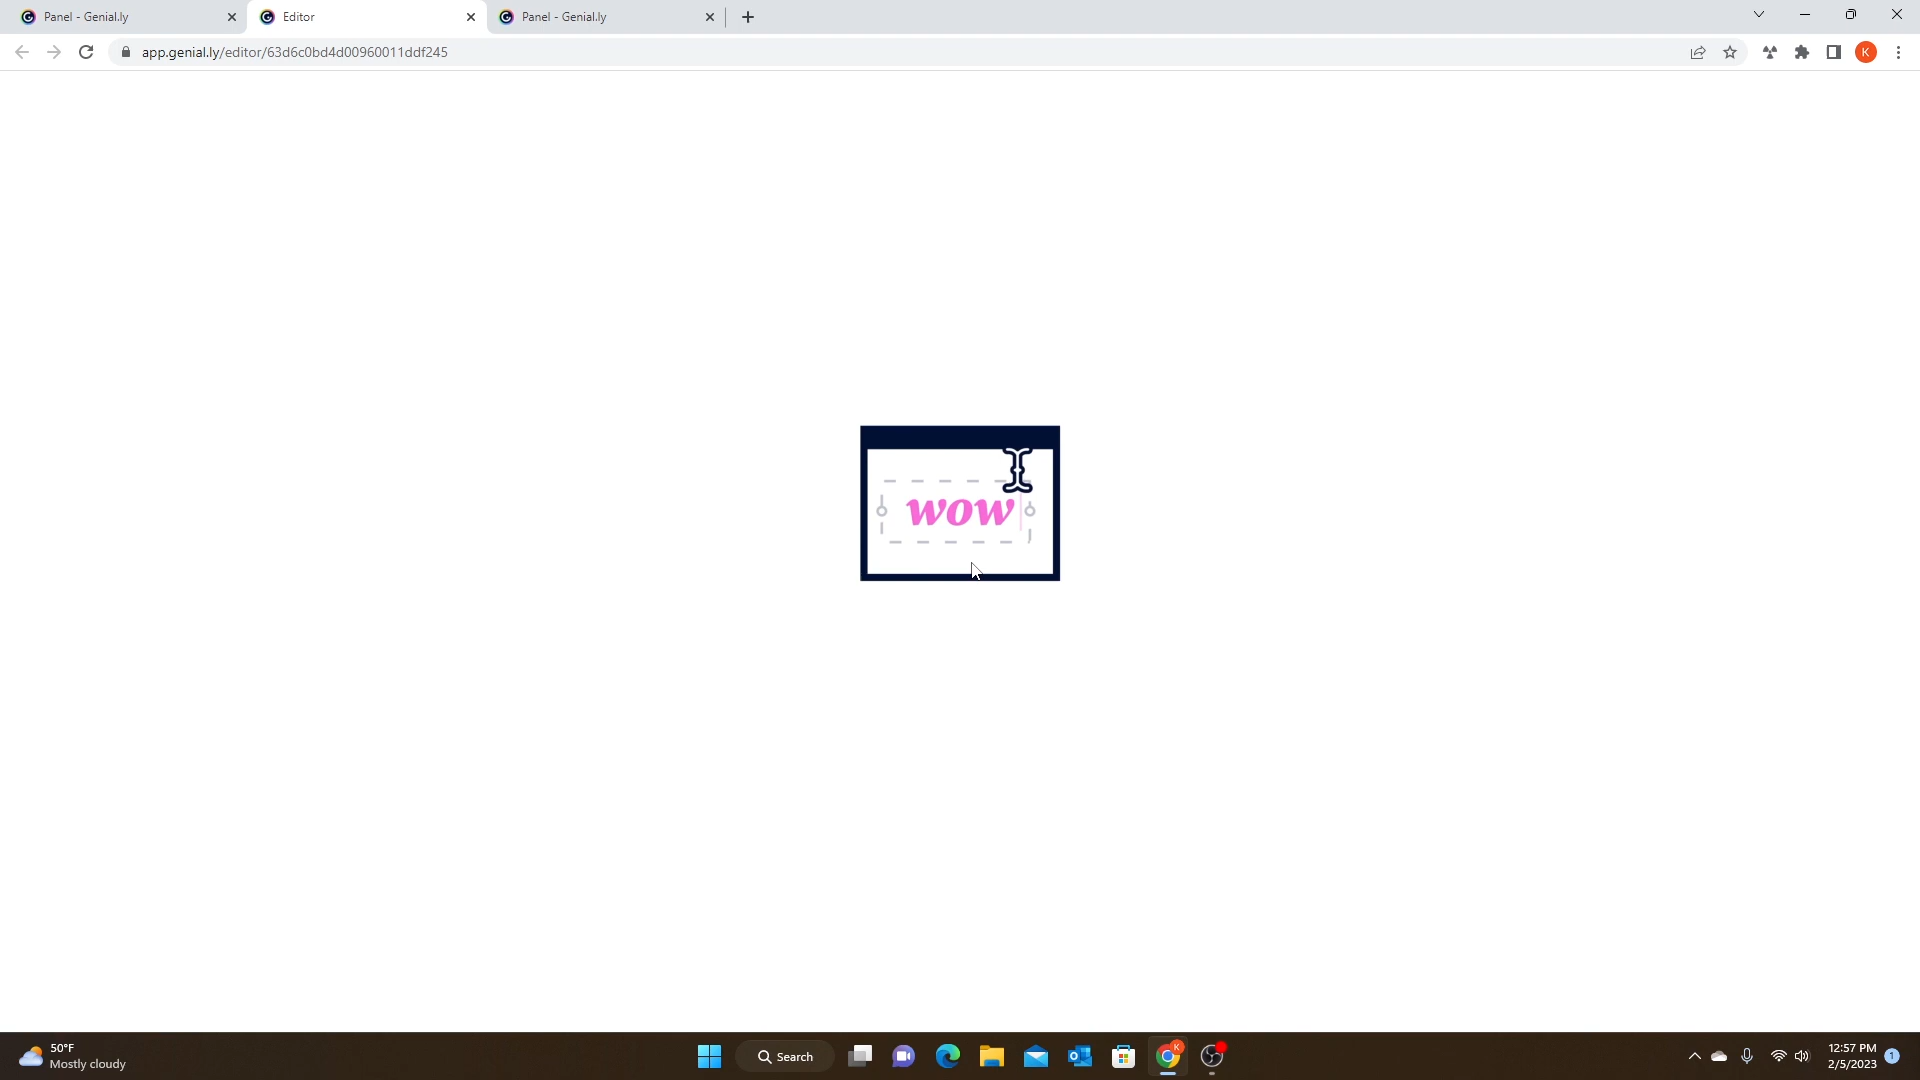 Panel - Genial.ly
Editor
Panel - Genial.ly
app.genial.ly/editor/63d6c0bd4d00960011ddf245
K
wow
50°F
Mostly cloudy
Search
K
12:57 PM
2/5/2023
1